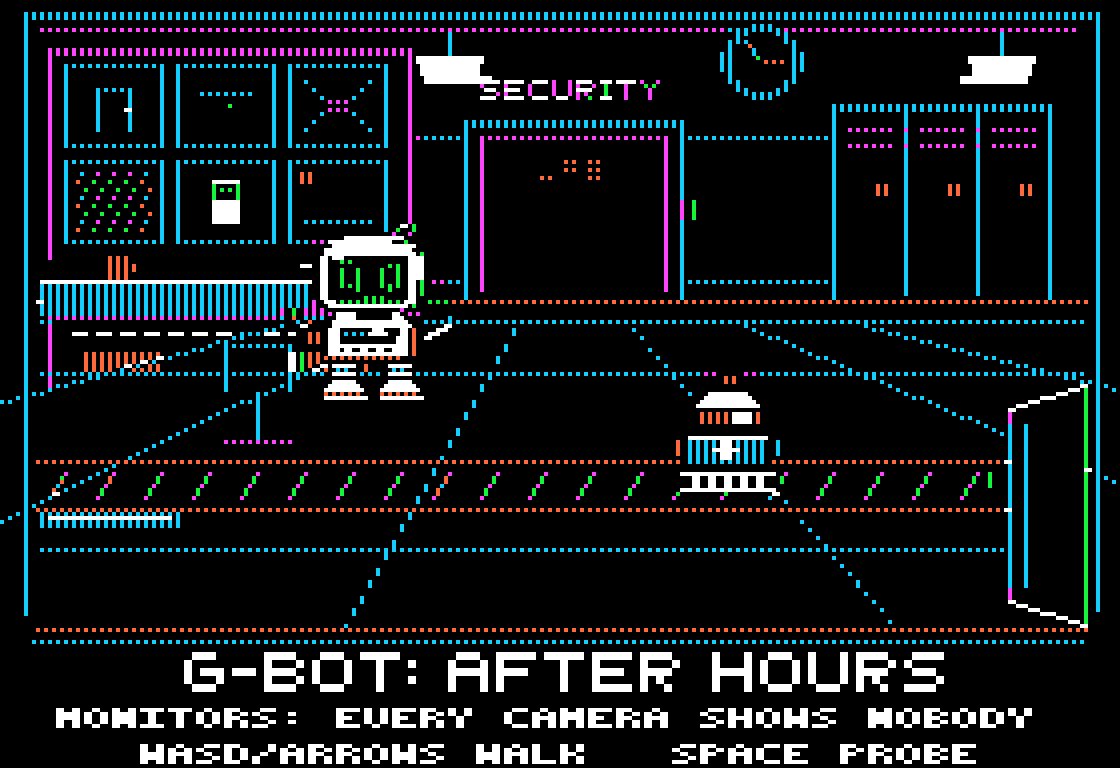 SECURITY
G-BOT: AFTER HOURS
MONITORS: EVERY CAMERA SHOWS NOBODY
WASD/ARROWS WALK SPACE PROBE